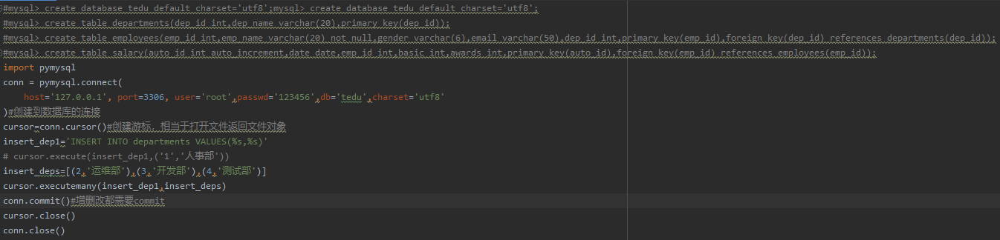 #mysql> create database tedu default charset='utf8';mysql> create database tedu default charset='utf8';
#mysql> create table departments(dep_id int,dep_name varchar(20),primary key(dep_id));
#mysql> create table employees(emp_id int,emp_name varchar(20) not null,gender varchar(6),email varchar(50),dep_id int,primary key(emp_id),foreign key(dep_id) references departments(dep_id));
#mysql> create table salary(auto_id int auto_increment,date date,emp_id int,basic int,awards int,primary key(auto_id),foreign key(emp_id) references employees(emp_id));
import pymysql
conn = pymysql.connect(
    host='127.0.0.1', port=3306, user='root',passwd='123456',db='tedu',charset='utf8'
)#创建到数据库的连接
cursor=conn.cursor()#创建游标，相当于打开文件返回文件对象
insert_dep1='INSERT INTO departments VALUES(%s,%s)'
# cursor.execute(insert_dep1,('1','人事部'))
insert_deps=[(2,'运维部'),(3,'开发部'),(4,'测试部')]
cursor.executemany(insert_dep1,insert_deps)
conn.commit()#增删改都需要commit
cursor.close()
conn.close()